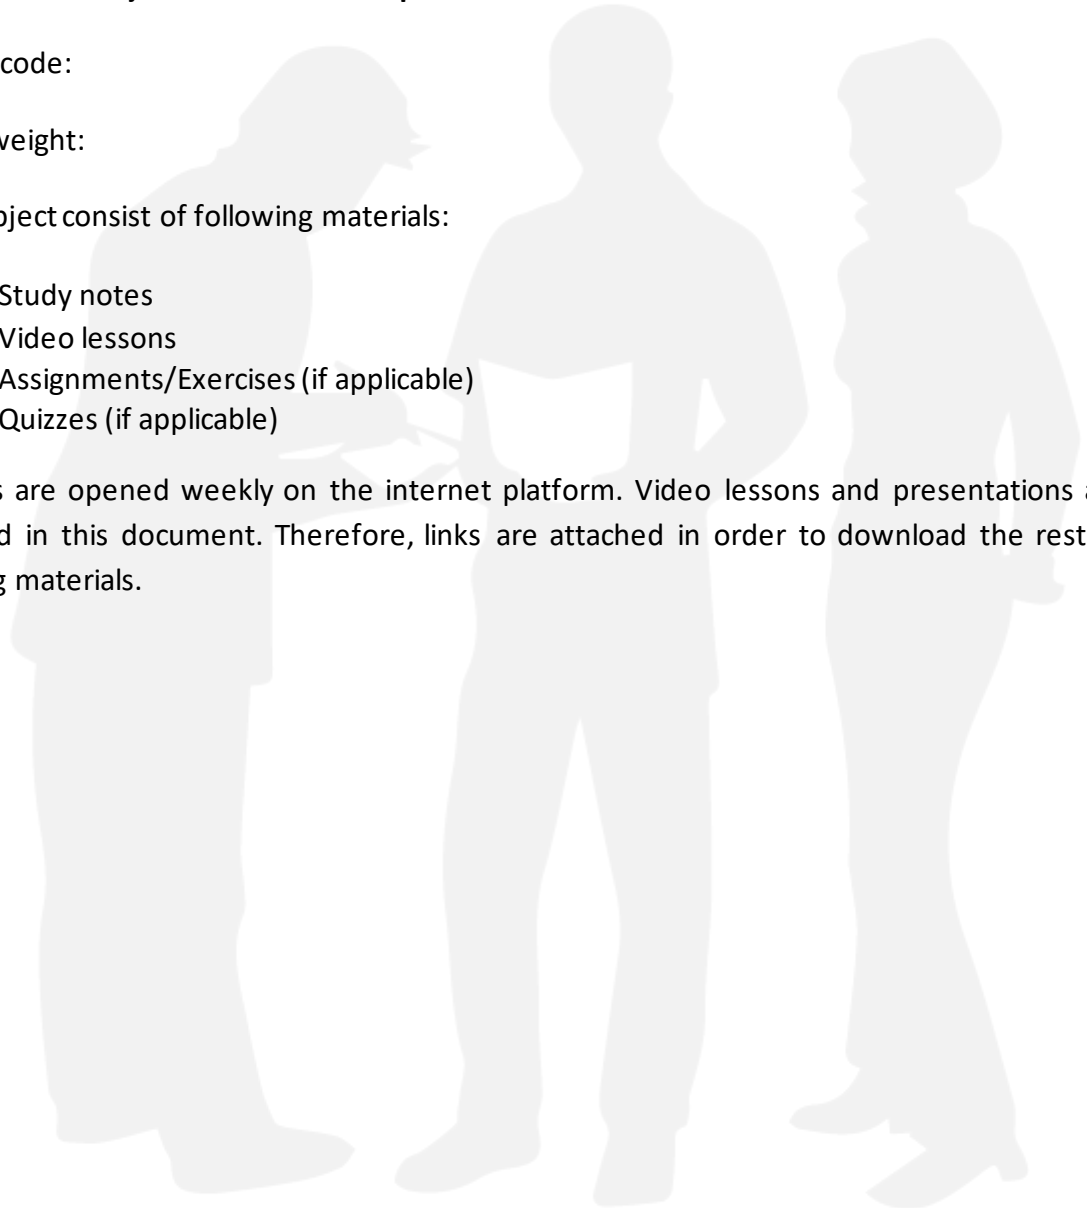 code:
weight:
bject consist of following materials:
Study notes
Video lessons
Assignments/Exercises (if applicable)
Quizzes (if applicable)
s are opened weekly on the internet platform. Video lessons and presentations a
d in this document. Therefore, links are attached in order to download the rest
g materials.